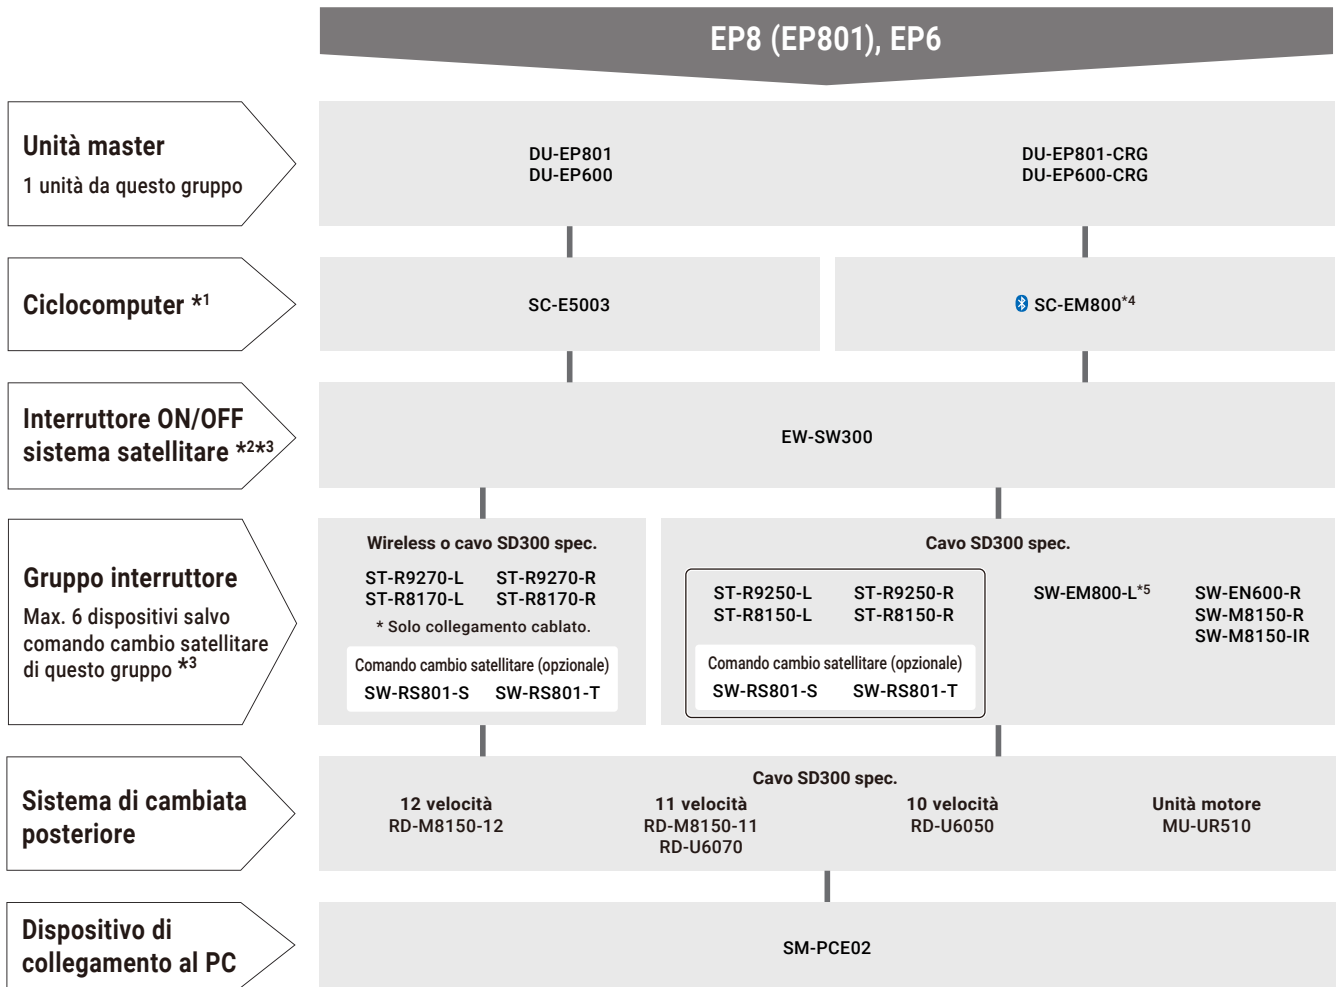 EP8 (EP801), EP6
Unità master
1 unità da questo gruppo
DU-EP801
DU-EP600
DU-EP801-CRG
DU-EP600-CRG
Ciclocomputer *1
SC-E5003
SC-EM800*4
Interruttore ON/OFF
sistema satellitare *2*3
EW-SW300
Gruppo interruttore
Max. 6 dispositivi salvo
comando cambio satellitare
di questo gruppo *3
Wireless o cavo SD300 spec.
ST-R9270-L ST-R9270-R
ST-R8170-L ST-R8170-R
* Solo collegamento cablato.
Comando cambio satellitare (opzionale)
SW-RS801-S SW-RS801-T
Cavo SD300 spec.
ST-R9250-L ST-R9250-R
ST-R8150-L ST-R8150-R
Comando cambio satellitare (opzionale)
SW-RS801-S SW-RS801-T
SW-EM800-L*5
SW-EN600-R
SW-M8150-R
SW-M8150-IR
Sistema di cambiata
posteriore
Cavo SD300 spec.
12 velocità
RD-M8150-12
11 velocità
RD-M8150-11
RD-U6070
10 velocità
RD-U6050
Unità motore
MU-UR510
Dispositivo di
collegamento al PC
SM-PCE02